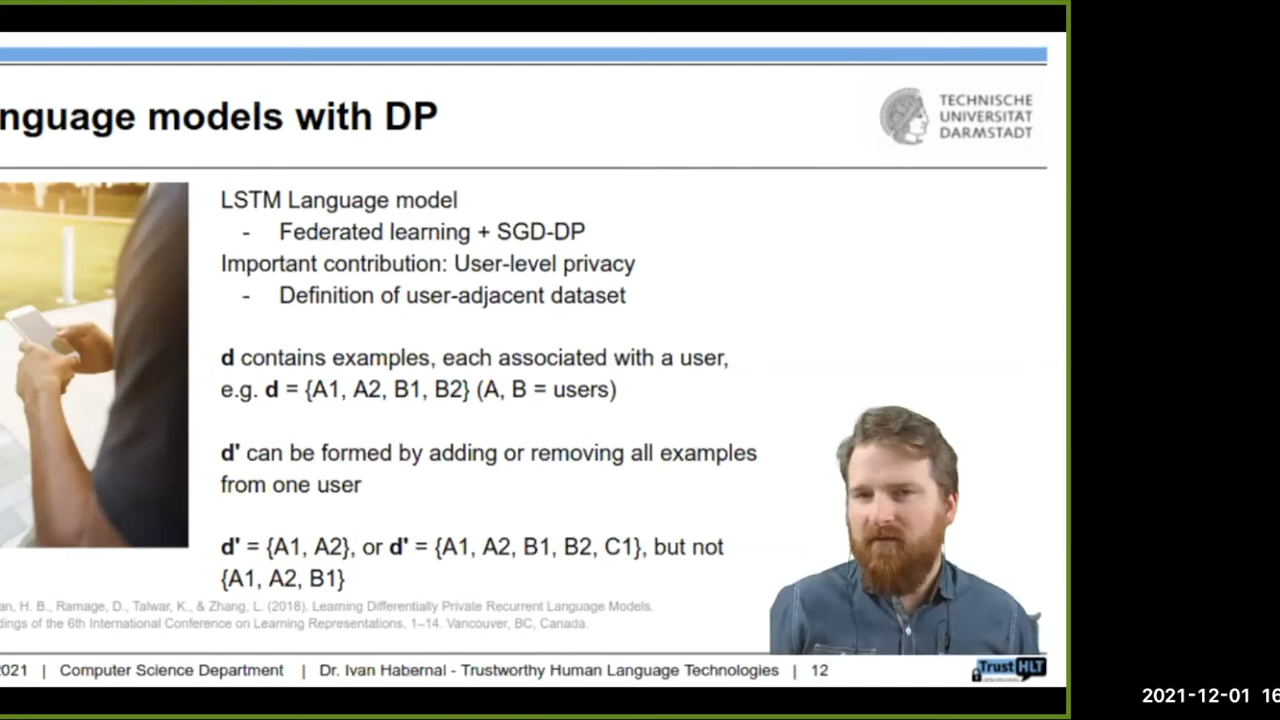 nguage models with DP
TECHNISCHE
UNIVERSITÄT
DARMSTADT
LSTM Language model
- Federated learning + SGD-DP
Important contribution: User-level privacy
- Definition of user-adjacent dataset
d contains examples, each associated with a user,
e.g. d = {A1, A2, B1, B2} (A, B = users)
d' can be formed by adding or removing all examples
from one user
d' = {A1, A2}, or d' = {A1, A2, B1, B2, C1}, but not
{A1, A2, B1}
an, H. B., Ramage, D., Talwar, K., & Zhang, L. (2018). Learning Differentially Private Recurrent Language Models.
dings of the 6th International Conference on Learning Representations, 1–14. Vancouver, BC, Canada.
2021 | Computer Science Department | Dr. Ivan Habernal - Trustworthy Human Language Technologies | 12
Trust HLT
2021-12-01 16